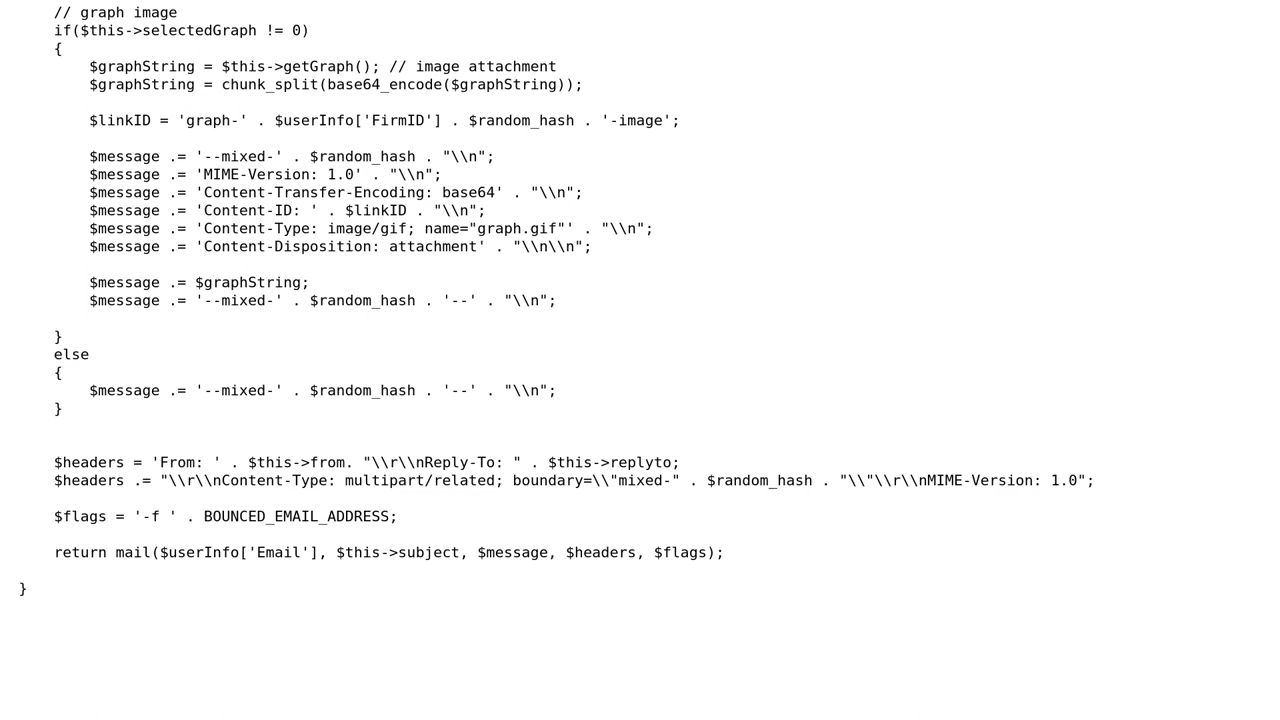 // graph image
if($this->selectedGraph != 0)
{
$graphString = $this->getGraph(); // image attachment
$graphString = chunk_split(base64_encode($graphString));
$linkID = 'graph-' . $userInfo['FirmID'] . $random_hash . '-image';
$message .= '--mixed-' . $random_hash . "\\n";
$message .= 'MIME-Version: 1.0' . "\\n";
$message .= 'Content-Transfer-Encoding: base64' . "\\n";
$message .= 'Content-ID: ' . $linkID . "\\n";
$message .= 'Content-Type: image/gif; name="graph.gif"' . "\\n";
$message .= 'Content-Disposition: attachment' . "\\n\\n";
$message .= $graphString;
$message .= '--mixed-' . $random_hash . '--' . "\\n";
}
else
{
$message .= '--mixed-' . $random_hash . '--' . "\\n";
}
$headers = 'From: ' . $this->from. "\\r\\nReply-To: " . $this->replyto;
$headers .= "\\r\\nContent-Type: multipart/related; boundary=\\"mixed-" . $random_hash . "\\"\\r\\nMIME-Version: 1.0";
$flags = '-f ' . BOUNCED_EMAIL_ADDRESS;
return mail($userInfo['Email'], $this->subject, $message, $headers, $flags);
}